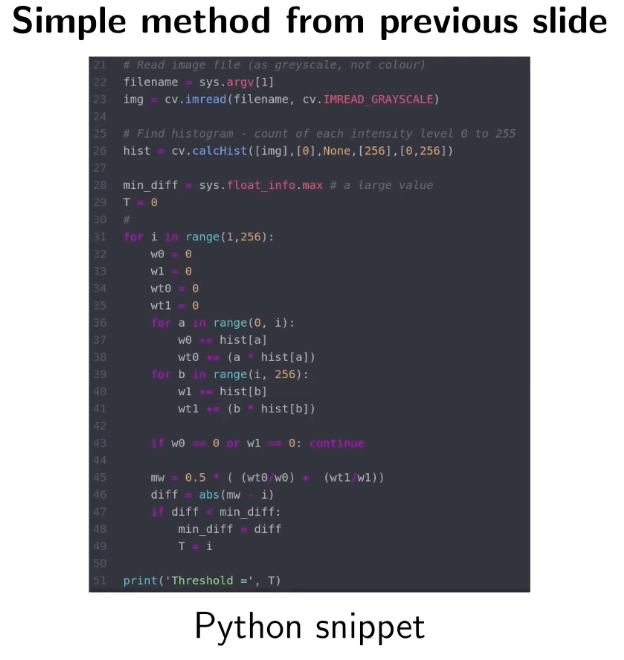 Simple method from previous slide
21 # Read image file (as greyscale, not colour)
22 filename = sys.argv[1]
23 img = cv.imread(filename, cv.IMREAD_GRAYSCALE)
24
25 # Find histogram - count of each intensity level 0 to 255
26 hist = cv.calcHist([img],[0],None,[256],[0,256])
27
28 min_diff = sys.float_info.max # a large value
29 T = 0
30 #
31 for i in range(1,256):
32     w0 = 0
33     w1 = 0
34     wt0 = 0
35     wt1 = 0
36     for a in range(0, i):
37         w0 += hist[a]
38         wt0 += (a * hist[a])
39     for b in range(i, 256):
40         w1 += hist[b]
41         wt1 += (b * hist[b])
42
43     if w0 == 0 or w1 == 0: continue
44
45     mw = 0.5 * ( (wt0/w0) + (wt1/w1))
46     diff = abs(mw - i)
47     if diff < min_diff:
48         min_diff = diff
49         T = i
50
51 print('Threshold =', T)
Python snippet